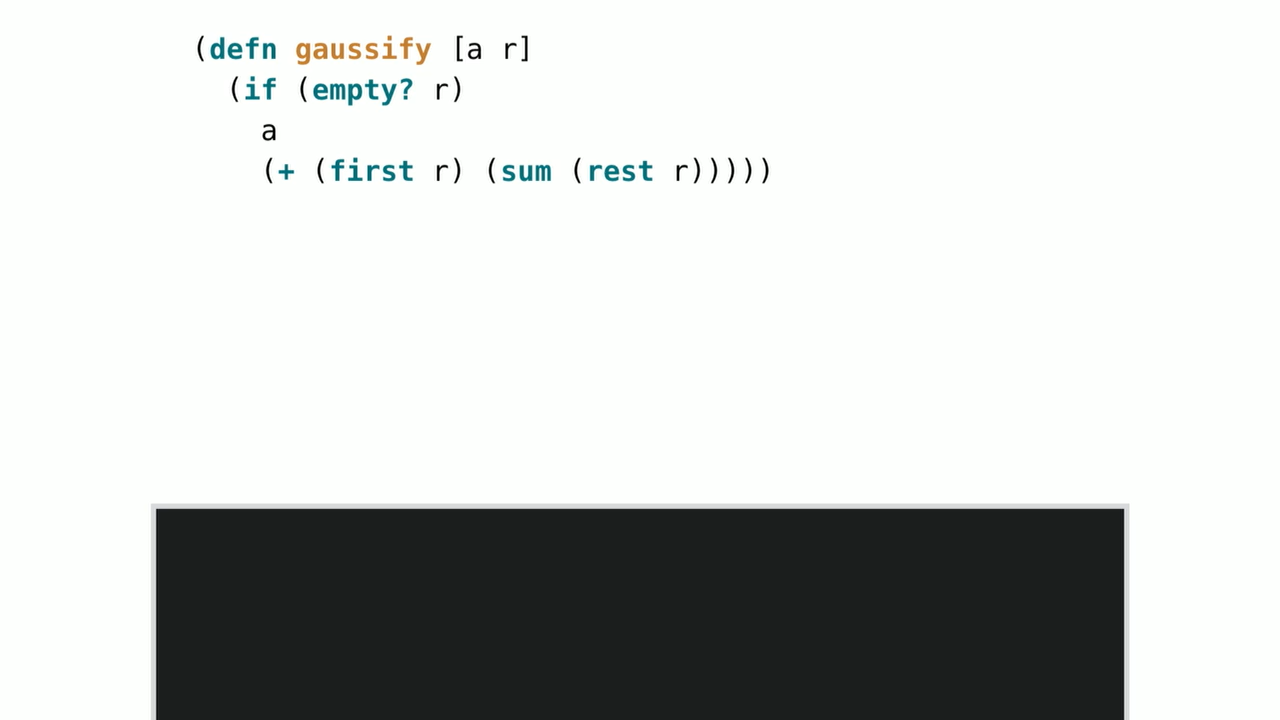 (defn gaussify [a r]
(if (empty? r)
a
(+ (first r) (sum (rest r)))))